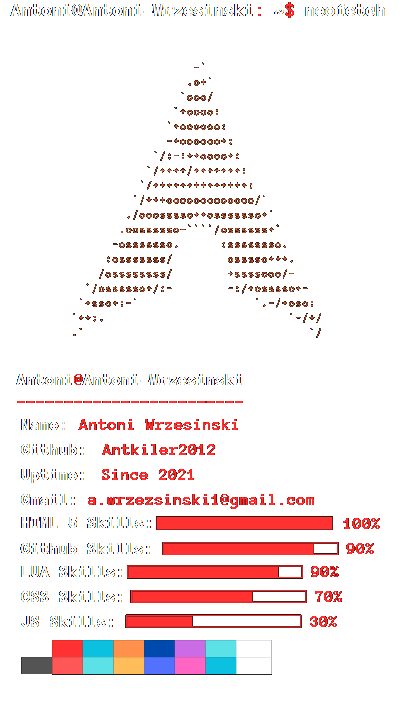 Antoni@Antoni-Wrzesinski: ~$ neofetch
Antoni@Antoni-Wrzesinski
-------------------------
Name: Antoni Wrzesinski
Github: Antkiler2012
Uptime: Since 2021
Gmail: a.wrzezsinski1@gmail.com
HTML 5 Skills: 100%
Github Skills: 90%
LUA Skills: 90%
CSS Skills: 70%
JS Skills: 30%